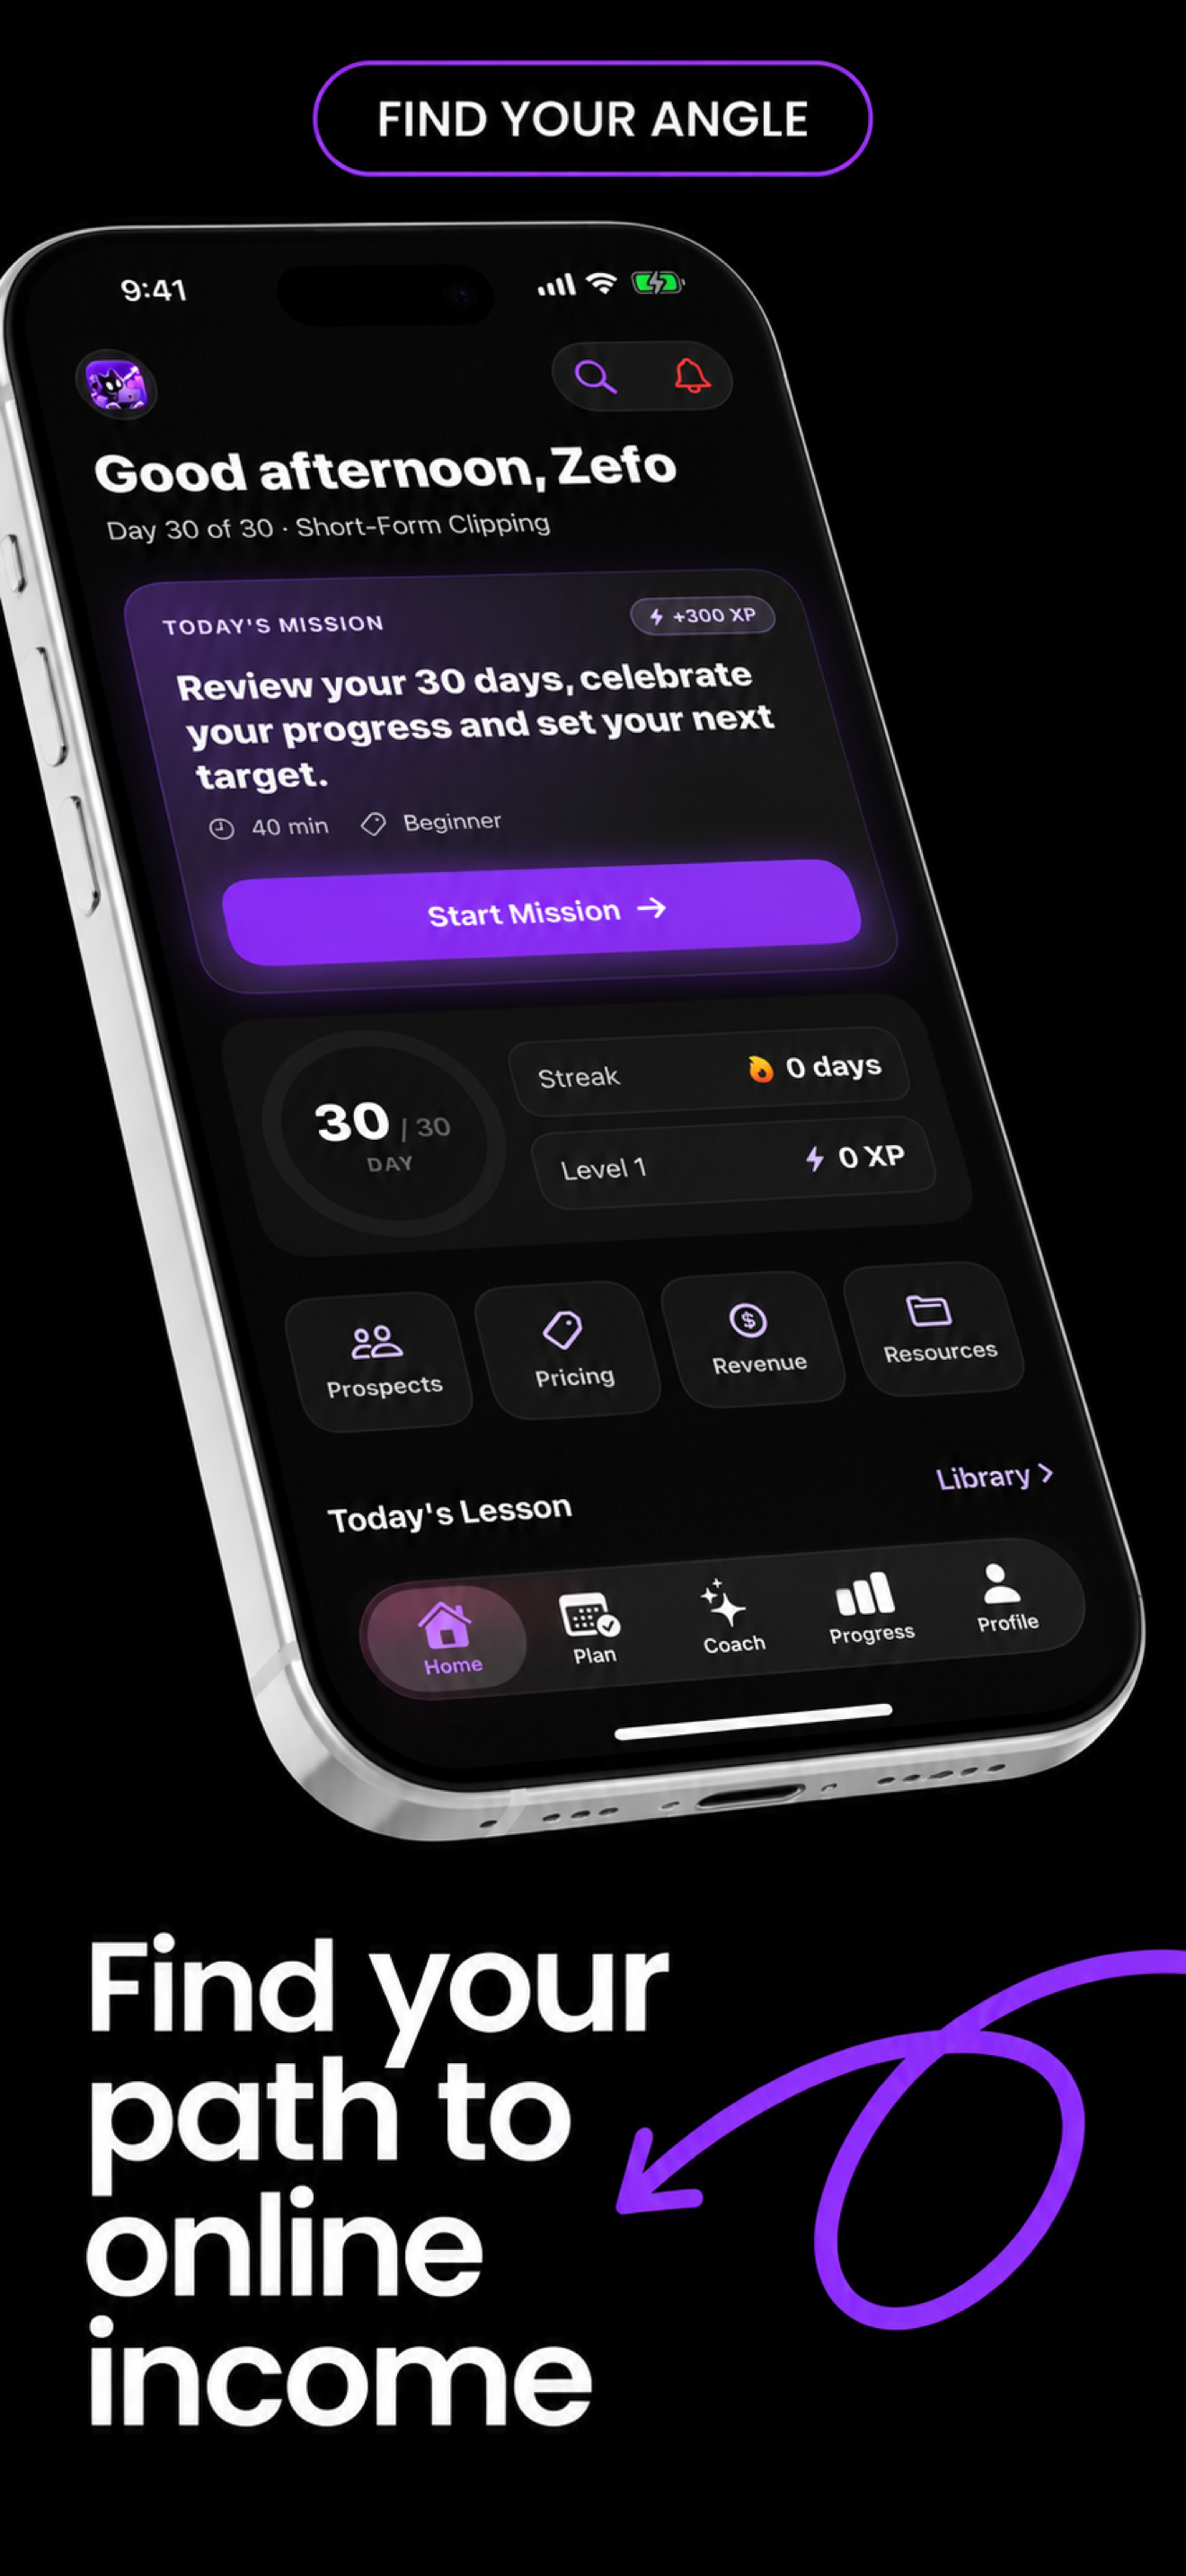 FIND YOUR ANGLE
9:41
Good afternoon, Zefo
Day 30 of 30 · Short-Form Clipping
TODAY'S MISSION
+300 XP
Review your 30 days, celebrate
your progress and set your next
target.
40 min
Beginner
Start Mission →
30 / 30
DAY
Streak
0 days
Level 1
0 XP
Prospects
Pricing
Revenue
Resources
Today's Lesson
Library >
Home
Plan
Coach
Progress
Profile
Find your
path to
online
income